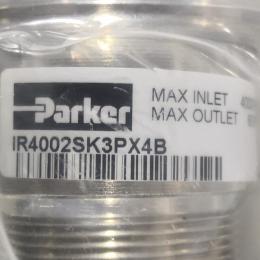 Parker
MAX INLET
MAX OUTLET
IR4002SK3PX4B